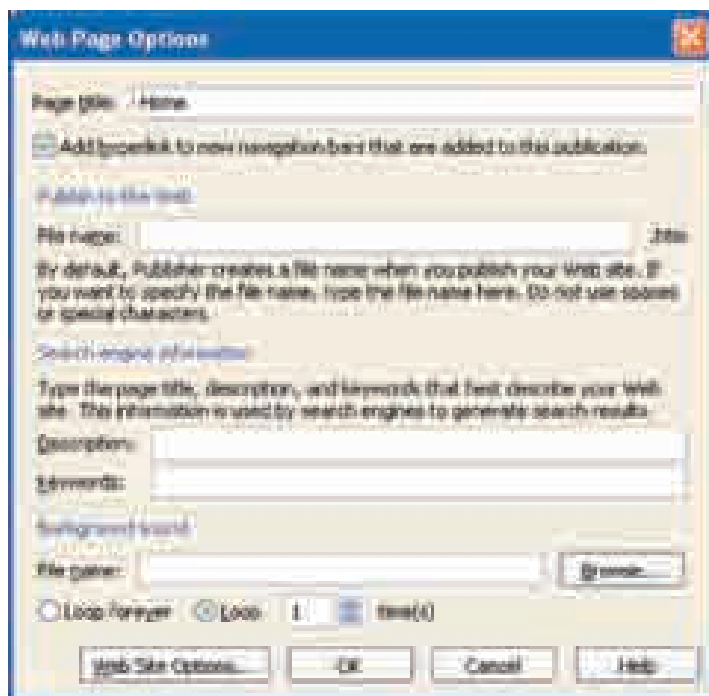 Web Page Options
Page title: Home
Add hyperlink to new navigation bars that are added to this publication.
Publish to the Web
File name: .htm
By default, Publisher creates a file name when you publish your Web site. If
you want to specify the file name, type the file name here. Do not use spaces
or special characters.
Search engine information
Type the page title, description, and keywords that best describe your Web
site. This information is used by search engines to generate search results.
Description:
Keywords:
Background sound
File name: Browse...
Loop forever Loop 1 time(s)
Web Site Options... OK Cancel Help